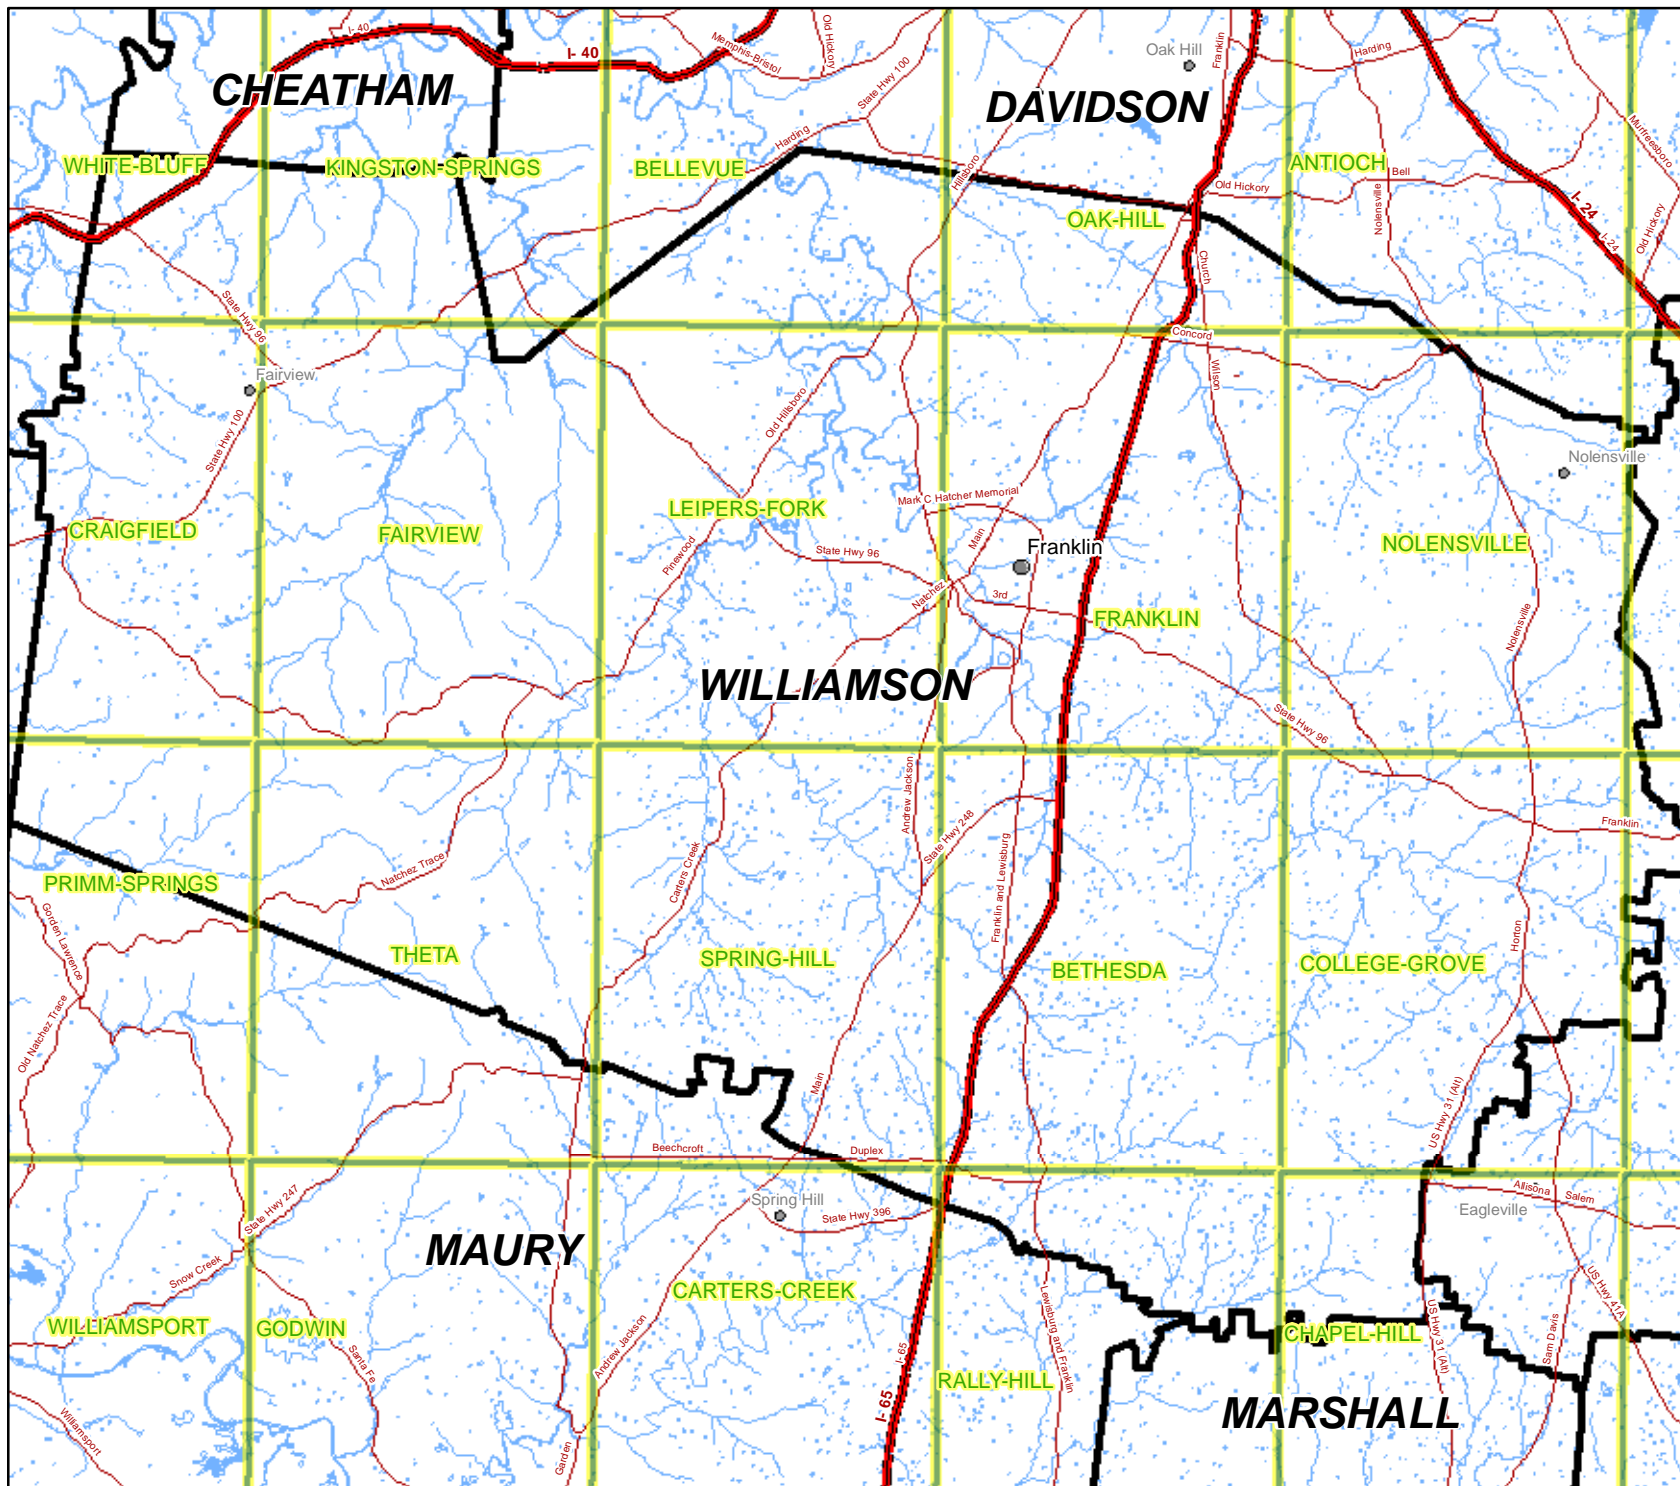 I- 40
I- 40
Memphis-Bristol
Old Hickory
State Hwy 100
Oak Hill
Franklin
Harding
CHEATHAM
DAVIDSON
Murfreesboro
WHITE-BLUFF
KINGSTON-SPRINGS
BELLEVUE
Harding
Hillsboro
ANTIOCH
Bell
Old Hickory
Nolensville
I- 24
I- 24
Old Hickory
OAK-HILL
Church
State Hwy 96
Concord
Wilson
Fairview
State Hwy 100
Old Hillsboro
Nolensville
Mark C Hatcher Memorial
LEIPERS-FORK
CRAIGFIELD
FAIRVIEW
Pinewood
State Hwy 96
Main
Franklin
NOLENSVILLE
Natchez
3rd
FRANKLIN
Nolensville
WILLIAMSON
State Hwy 96
Andrew Jackson
State Hwy 248
Franklin
Franklin and Lewisburg
Carters Creek
Natchez Trace
PRIMM-SPRINGS
Gorden Lawrence
THETA
SPRING-HILL
BETHESDA
COLLEGE-GROVE
Horton
Old Natchez Trace
Main
US Hwy 31 (Alt)
Beechcroft
Duplex
Spring Hill
State Hwy 396
Allisona
Salem
Eagleville
State Hwy 247
MAURY
Snow Creek
CARTERS-CREEK
US Hwy 41A
WILLIAMSPORT
GODWIN
CHAPEL-HILL
US Hwy 31 (Alt)
Sam Davis
Lewisburg and Franklin
Santa Fe
Andrew Jackson
I- 65
I- 65
RALLY-HILL
MARSHALL
Williamsport
Garden